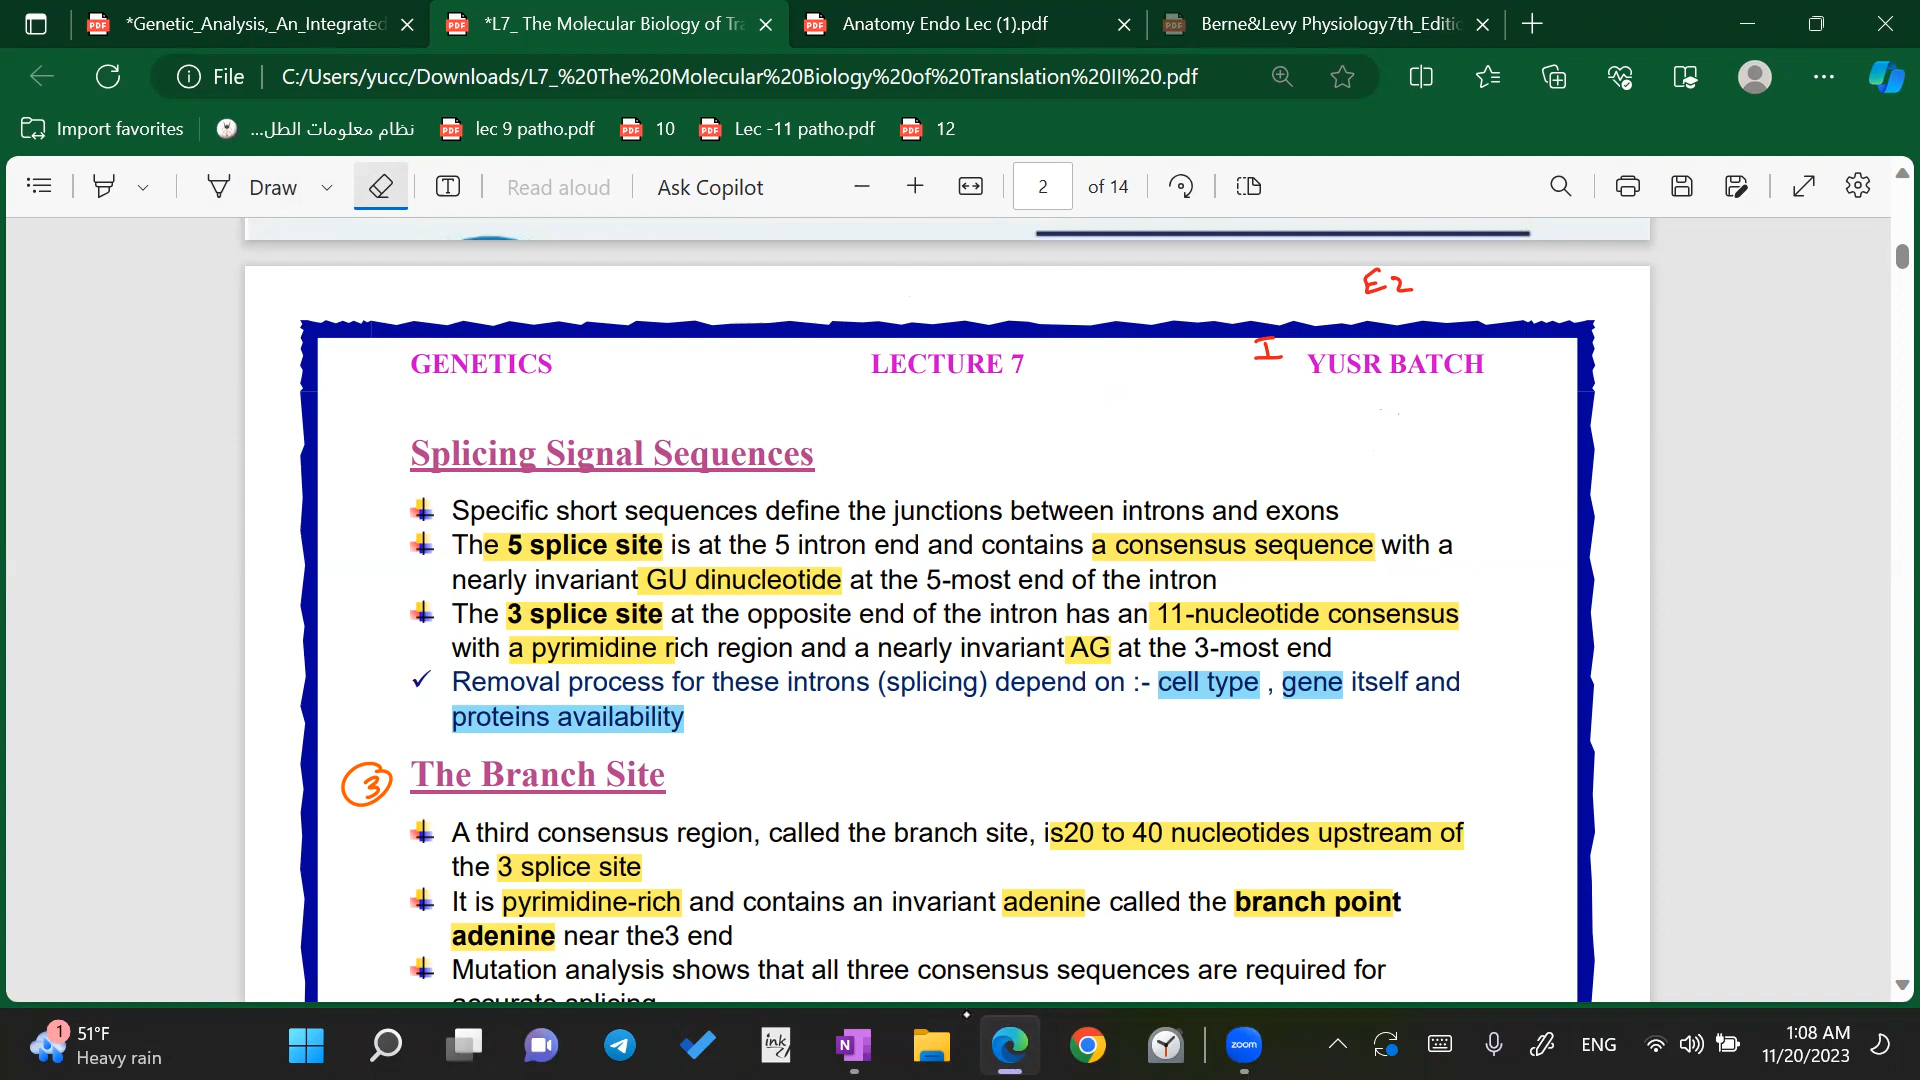 *Genetic_Analysis,_An_Integrated
*L7_ The Molecular Biology of Tra
Anatomy Endo Lec (1).pdf
Berne&Levy Physiology7th_Editio
File
C:/Users/yucc/Downloads/L7_%20The%20Molecular%20Biology%20of%20Translation%20II%20.pdf
Import favorites
نظام معلومات الطل...
lec 9 patho.pdf
10
Lec -11 patho.pdf
12
Draw
Read aloud
Ask Copilot
2
of 14
E2
I
GENETICS
LECTURE 7
YUSR BATCH
Splicing Signal Sequences
Specific short sequences define the junctions between introns and exons
The 5 splice site is at the 5 intron end and contains a consensus sequence with a
nearly invariant GU dinucleotide at the 5-most end of the intron
The 3 splice site at the opposite end of the intron has an 11-nucleotide consensus
with a pyrimidine rich region and a nearly invariant AG at the 3-most end
Removal process for these introns (splicing) depend on :- cell type , gene itself and
proteins availability
3
The Branch Site
A third consensus region, called the branch site, is20 to 40 nucleotides upstream of
the 3 splice site
It is pyrimidine-rich and contains an invariant adenine called the branch point
adenine near the3 end
Mutation analysis shows that all three consensus sequences are required for
accurate splicing
1
51°F
Heavy rain
ink
N
zoom
ENG
1:08 AM
11/20/2023